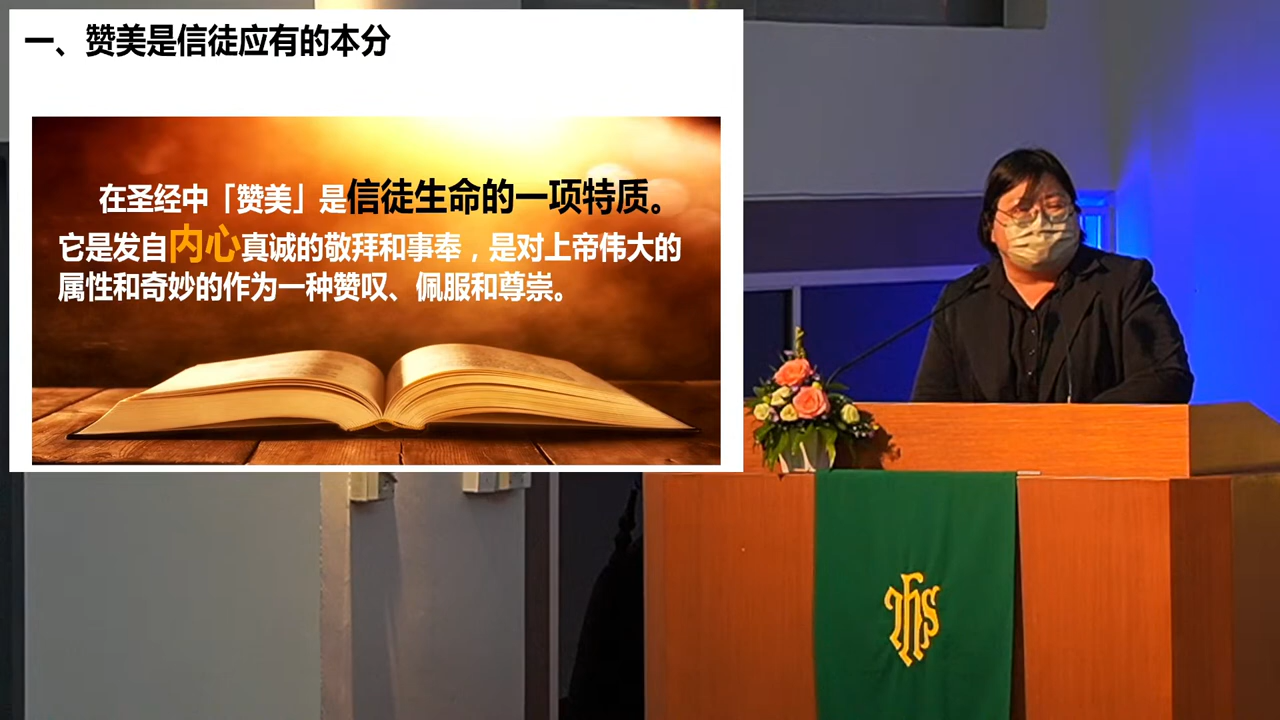 一、赞美是信徒应有的本分
在圣经中「赞美」是信徒生命的一项特质。
它是发自内心真诚的敬拜和事奉，是对上帝伟大的
属性和奇妙的作为一种赞叹、佩服和尊崇。
IHS